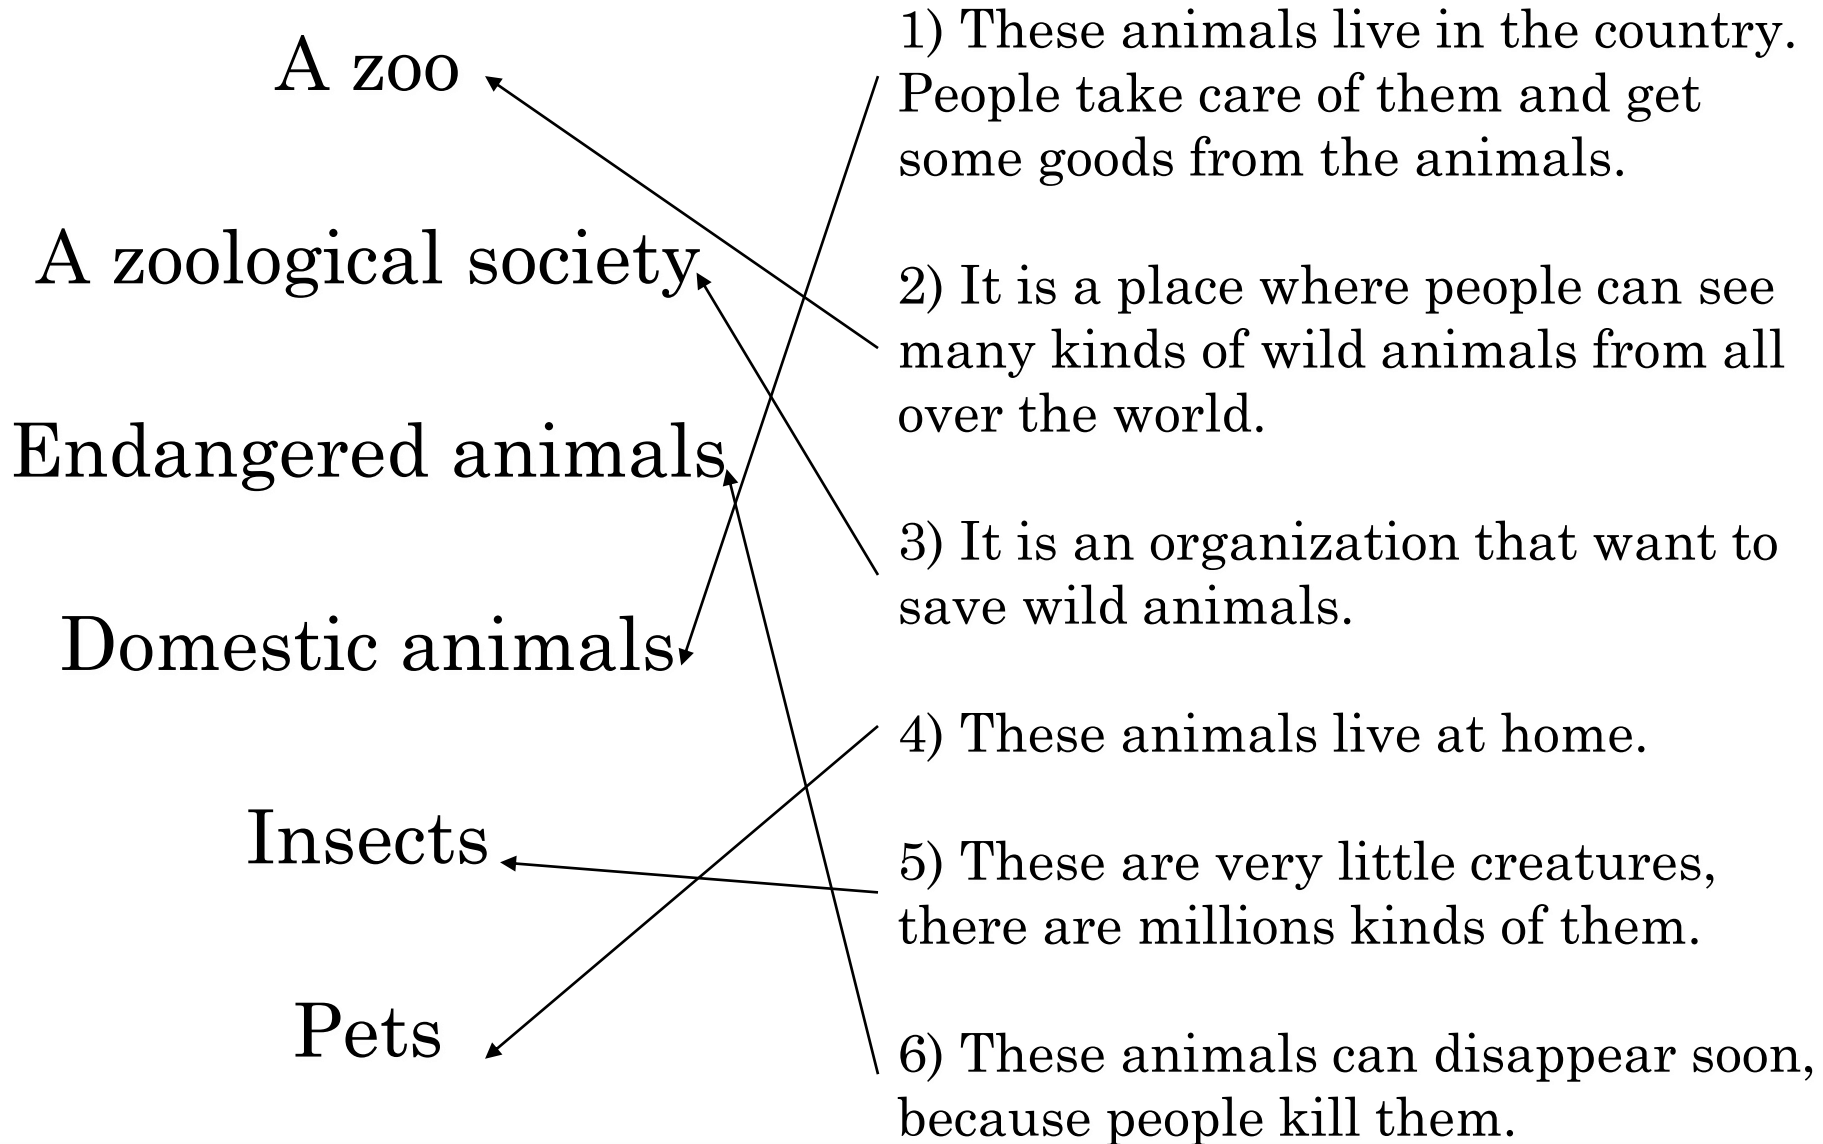 A zoo
A zoological society
Endangered animals
Domestic animals
Insects
Pets
1) These animals live in the country.
People take care of them and get
some goods from the animals.
2) It is a place where people can see
many kinds of wild animals from all
over the world.
3) It is an organization that want to
save wild animals.
4) These animals live at home.
5) These are very little creatures,
there are millions kinds of them.
6) These animals can disappear soon,
because people kill them.